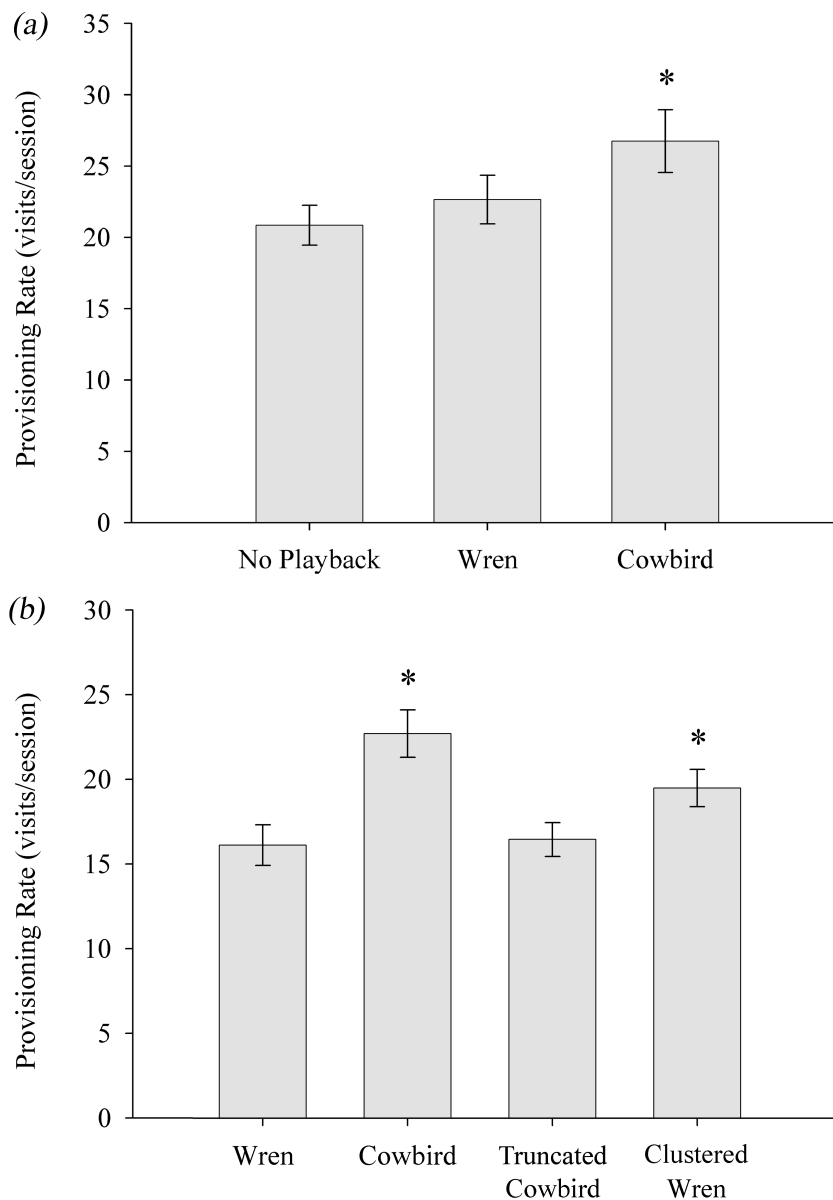 (a)
Provisioning Rate (visits/session)
35
30
25
20
15
10
5
0
*
No Playback
Wren
Cowbird
(b)
Provisioning Rate (visits/session)
30
25
20
15
10
5
0
*
*
Wren
Cowbird
Truncated
Cowbird
Clustered
Wren